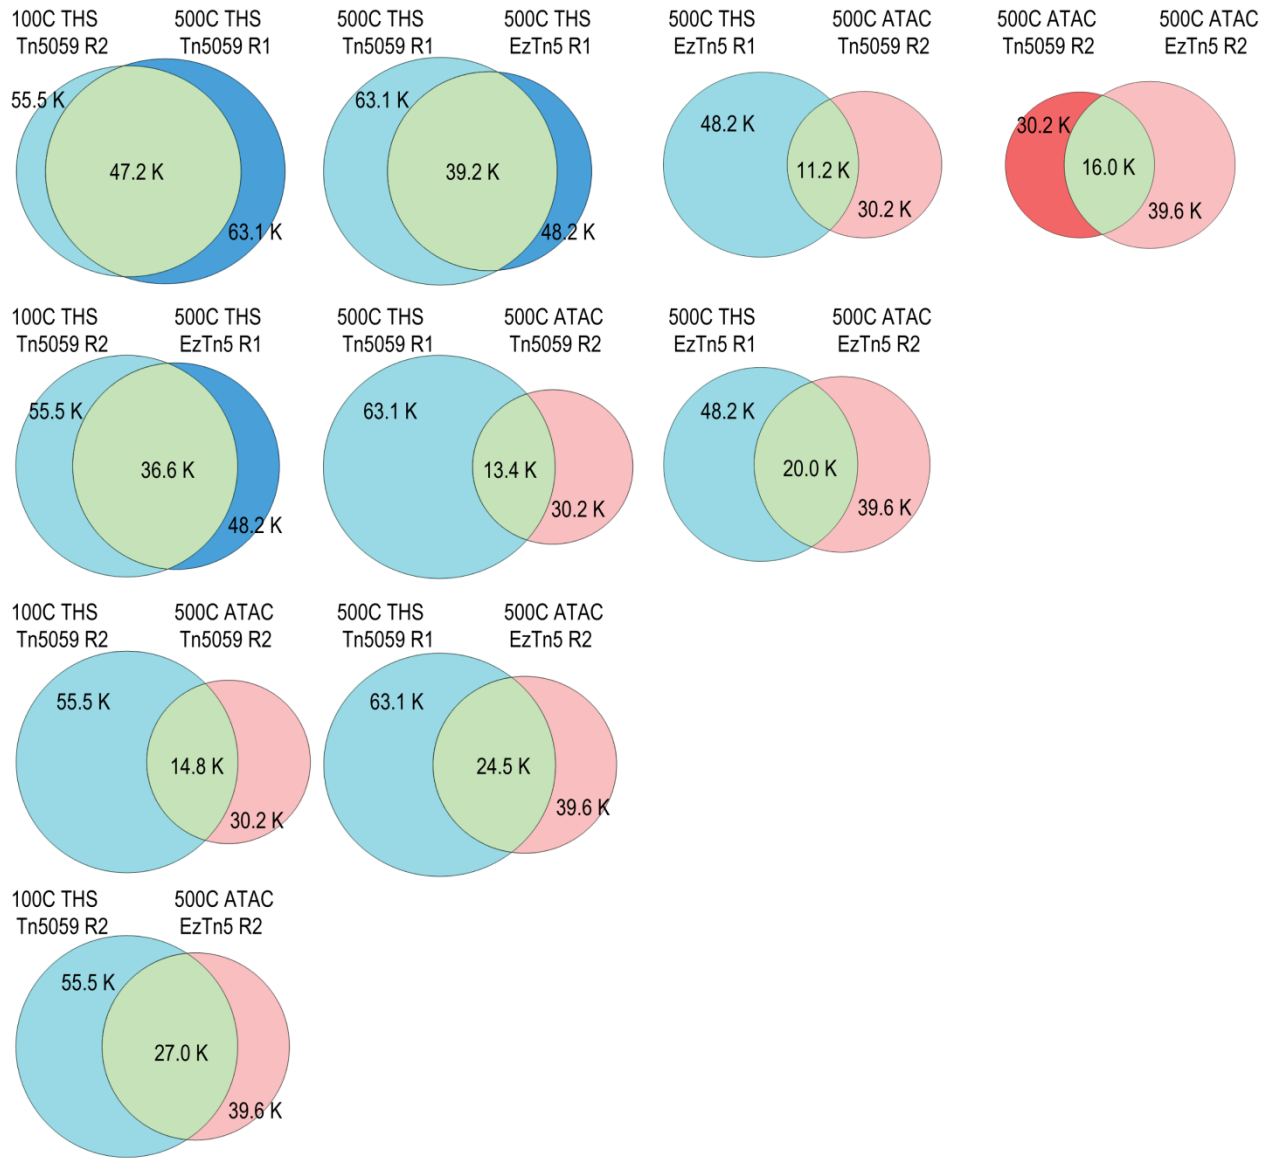 100C THS
Tn5059 R2
500C THS
Tn5059 R1
55.5 K
47.2 K
63.1 K
500C THS
Tn5059 R1
500C THS
EzTn5 R1
63.1 K
39.2 K
48.2 K
500C THS
EzTn5 R1
500C ATAC
Tn5059 R2
48.2 K
11.2 K
30.2 K
500C ATAC
Tn5059 R2
500C ATAC
EzTn5 R2
30.2 K
16.0 K
39.6 K
100C THS
Tn5059 R2
500C THS
EzTn5 R1
55.5 K
36.6 K
48.2 K
500C THS
Tn5059 R1
500C ATAC
Tn5059 R2
63.1 K
13.4 K
30.2 K
500C THS
EzTn5 R1
500C ATAC
EzTn5 R2
48.2 K
20.0 K
39.6 K
100C THS
Tn5059 R2
500C ATAC
Tn5059 R2
55.5 K
14.8 K
30.2 K
500C THS
Tn5059 R1
500C ATAC
EzTn5 R2
63.1 K
24.5 K
39.6 K
100C THS
Tn5059 R2
500C ATAC
EzTn5 R2
55.5 K
27.0 K
39.6 K